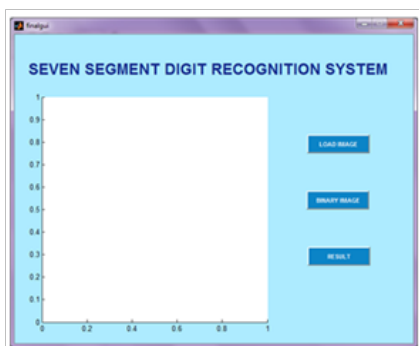 finalgui
SEVEN SEGMENT DIGIT RECOGNITION SYSTEM
1
0.9
0.8
0.7
0.6
0.5
0.4
0.3
0.2
0.1
0
0 0.2 0.4 0.6 0.8 1
LOAD IMAGE
BINARY IMAGE
RESULT